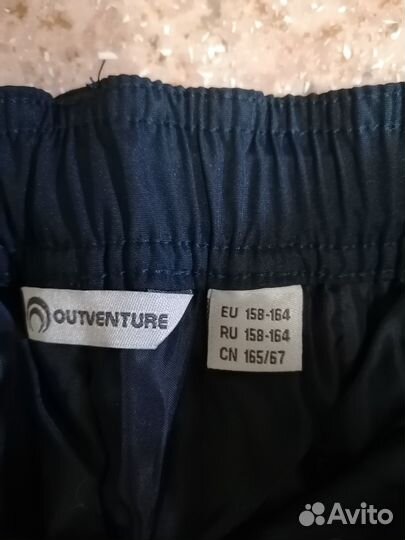 OUTVENTURE
EU 158-164
RU 158-164
CN 165/67
Avito